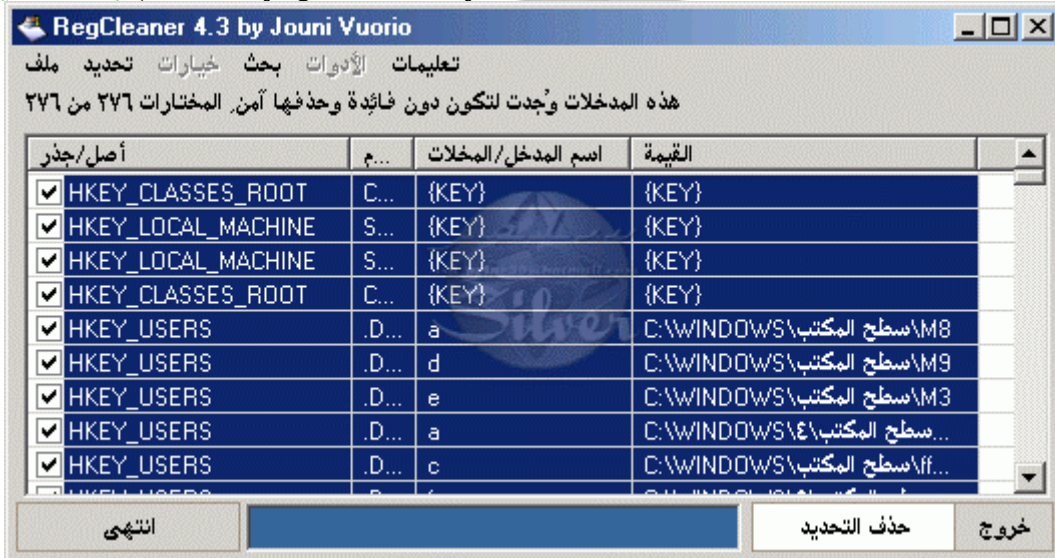 RegCleaner 4.3 by Jouni Vuorio
ملف تحديد خيارات بحث الأدوات تعليمات
هذه المدخلات وُجدت لتكون دون فائدة وحذفها آمن. المختارات ٢٧٦ من ٢٧٦
أصل/جذر م... اسم المدخل/المخلات القيمة
HKEY_CLASSES_ROOT C... {KEY} {KEY}
HKEY_LOCAL_MACHINE S... {KEY} {KEY}
HKEY_LOCAL_MACHINE S... {KEY} {KEY}
HKEY_CLASSES_ROOT C... {KEY} {KEY}
HKEY_USERS .D... a C:\WINDOWS\سطح المكتب\M8
HKEY_USERS .D... d C:\WINDOWS\سطح المكتب\M9
HKEY_USERS .D... e C:\WINDOWS\سطح المكتب\M3
HKEY_USERS .D... a C:\WINDOWS\سطح المكتب\٤...
HKEY_USERS .D... c C:\WINDOWS\سطح المكتب\ff...
Silver
انتهى حذف التحديد خروج